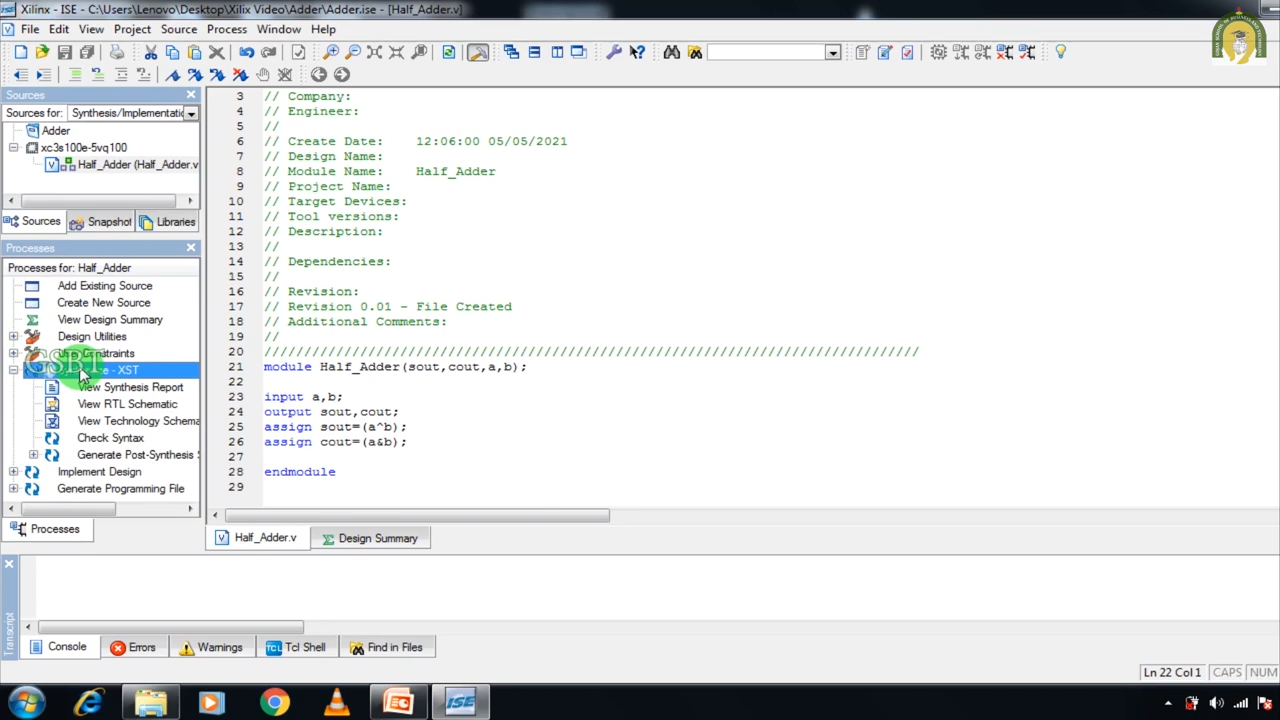 Xilinx - ISE - C:\Users\Lenovo\Desktop\Xilix Video\Adder\Adder.ise - [Half_Adder.v]
File Edit View Project Source Process Window Help
Sources
Sources for: Synthesis/Implementatic
Adder
xc3s100e-5vq100
Half_Adder (Half_Adder.v
Sources Snapshot Libraries
Processes
Processes for: Half_Adder
Add Existing Source
Create New Source
View Design Summary
Design Utilities
Constraints
GSBT
- XST
View Synthesis Report
View RTL Schematic
View Technology Schema
Check Syntax
Generate Post-Synthesis S
Implement Design
Generate Programming File
Processes
3 // Company:
4 // Engineer:
5 //
6 // Create Date: 12:06:00 05/05/2021
7 // Design Name:
8 // Module Name: Half_Adder
9 // Project Name:
10 // Target Devices:
11 // Tool versions:
12 // Description:
13 //
14 // Dependencies:
15 //
16 // Revision:
17 // Revision 0.01 - File Created
18 // Additional Comments:
19 //
20 //////////////////////////////////////////////////////////////////////////////////
21 module Half_Adder(sout,cout,a,b);
22
23 input a,b;
24 output sout,cout;
25 assign sout=(a^b);
26 assign cout=(a&b);
27
28 endmodule
29
Half_Adder.v Design Summary
Transcript
Console Errors Warnings Tcl Shell Find in Files
Ln 22 Col 1 CAPS NUM